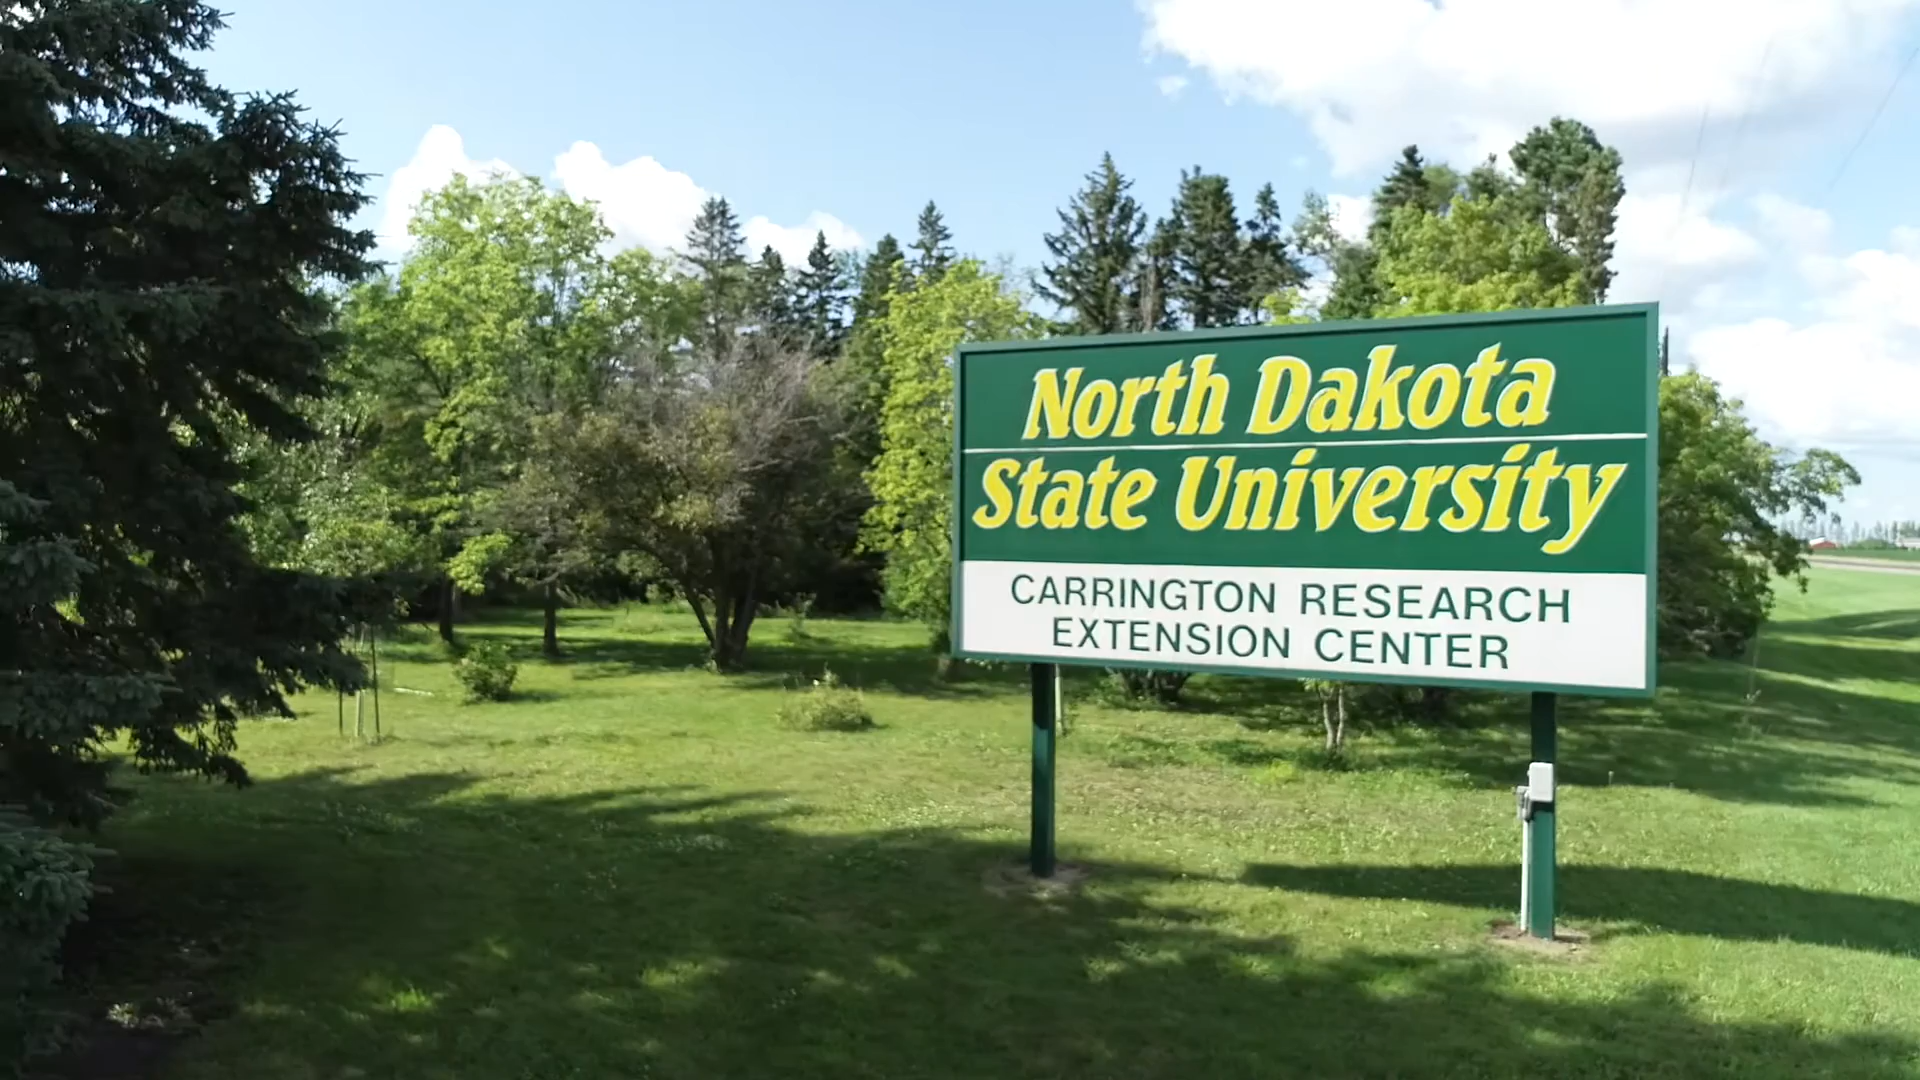 North Dakota
State University
CARRINGTON RESEARCH
EXTENSION CENTER